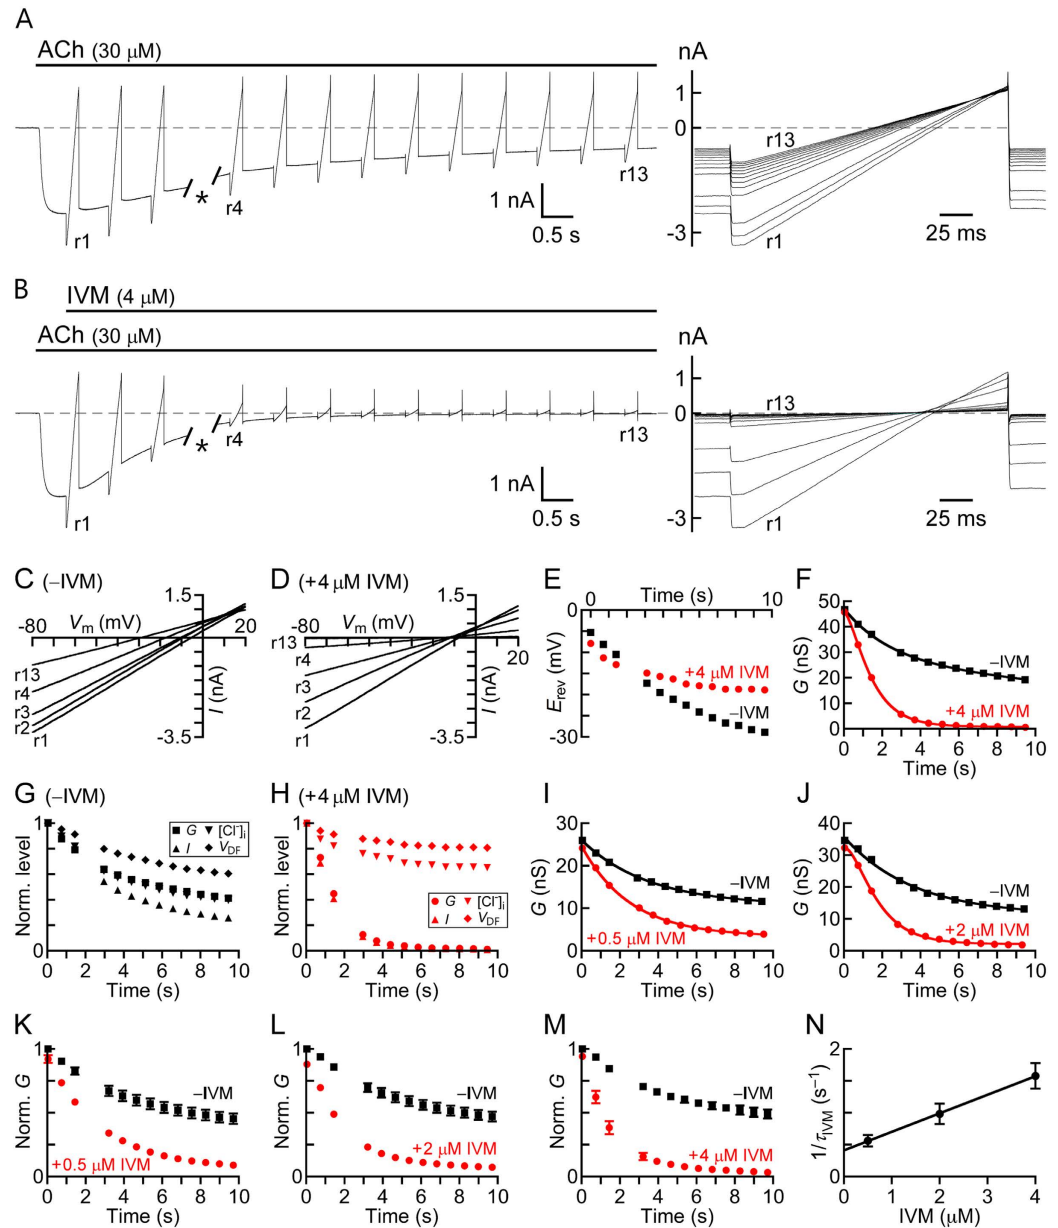 A
ACh (30 µM)
*
r1
r4
r13
1 nA
0.5 s
nA
1
0
-3
r13
r1
25 ms
B
IVM (4 µM)
ACh (30 µM)
*
r1
r4
r13
1 nA
0.5 s
nA
1
0
-3
r13
r1
25 ms
C (–IVM)
1.5
-80
Vm (mV)
20
r13
r4
r3
r2
r1
I (nA)
-3.5
D (+4 µM IVM)
1.5
-80
Vm (mV)
20
r13
r4
r3
r2
r1
I (nA)
-3.5
E
Time (s)
0
10
0
Erev (mV)
-30
+4 µM IVM
–IVM
F
50
40
30
20
10
0
G (nS)
–IVM
+4 µM IVM
0 2 4 6 8 10
Time (s)
G (–IVM)
1
0
Norm. level
G [Cl-]i
I VDF
0 2 4 6 8 10
Time (s)
H (+4 µM IVM)
1
0
Norm. level
G [Cl-]i
I VDF
0 2 4 6 8 10
Time (s)
I
30
20
10
0
G (nS)
–IVM
+0.5 µM IVM
0 2 4 6 8 10
Time (s)
J
40
30
20
10
0
G (nS)
–IVM
+2 µM IVM
0 2 4 6 8 10
Time (s)
K
1
0
Norm. G
–IVM
+0.5 µM IVM
0 2 4 6 8 10
Time (s)
L
1
0
Norm. G
–IVM
+2 µM IVM
0 2 4 6 8 10
Time (s)
M
1
0
Norm. G
–IVM
+4 µM IVM
0 2 4 6 8 10
Time (s)
N
2
1
0
1/τIVM (s−1)
0 1 2 3 4
IVM (µM)